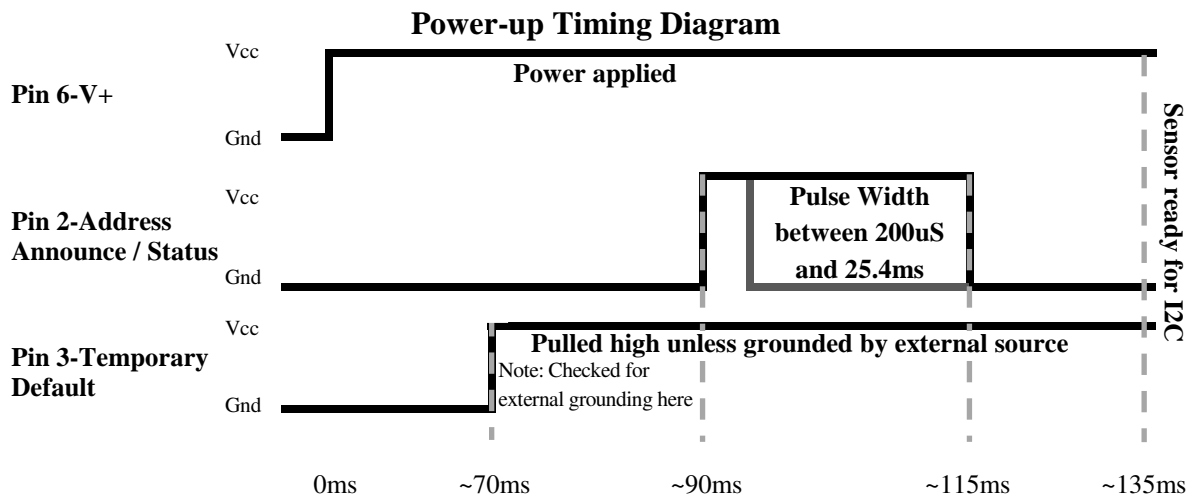 Power-up Timing Diagram
Vcc
Power applied
Pin 6-V+
Gnd
Sensor ready for I2C
Vcc
Pulse Width
between 200uS
and 25.4ms
Pin 2-Address
Announce / Status
Gnd
Vcc
Pulled high unless grounded by external source
Pin 3-Temporary
Default
Note: Checked for
external grounding here
Gnd
0ms ~70ms ~90ms ~115ms ~135ms